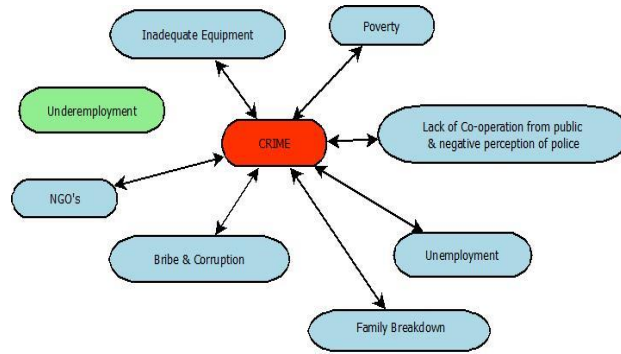 Inadequate Equipment
Poverty
Underemployment
CRIME
Lack of Co-operation from public
& negative perception of police
NGO's
Bribe & Corruption
Unemployment
Family Breakdown